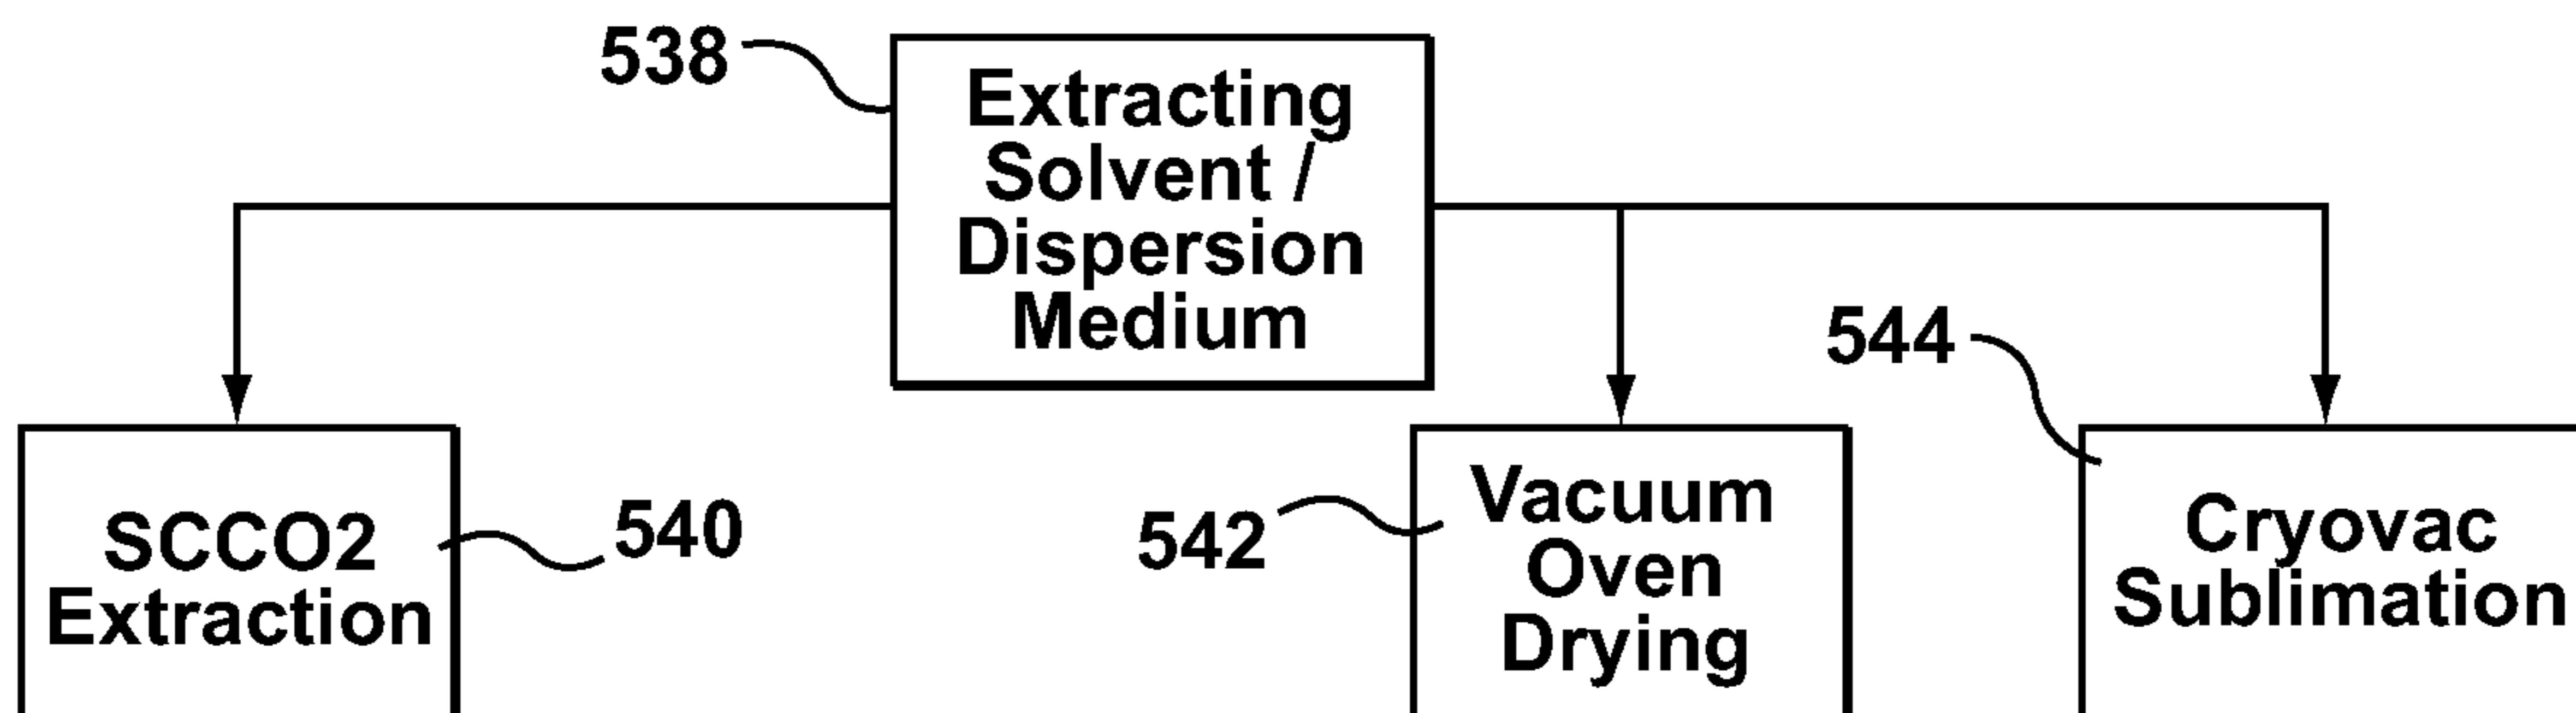 538
Extracting
Solvent /
Dispersion
Medium
544
SCCO2
Extraction
540
542
Vacuum
Oven
Drying
Cryovac
Sublimation